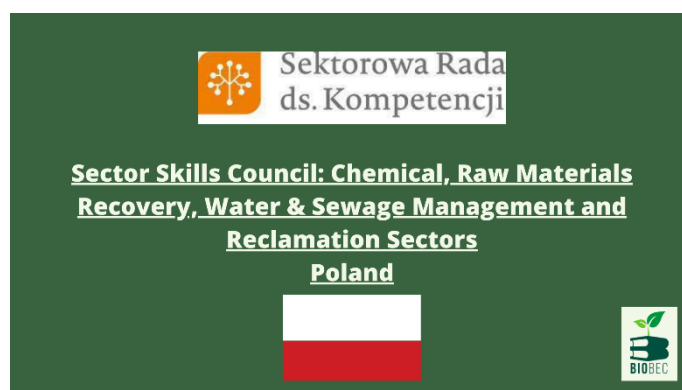 Sektorowa Rada
ds. Kompetencji
Sector Skills Council: Chemical, Raw Materials
Recovery, Water & Sewage Management and
Reclamation Sectors
Poland
BIOBEC